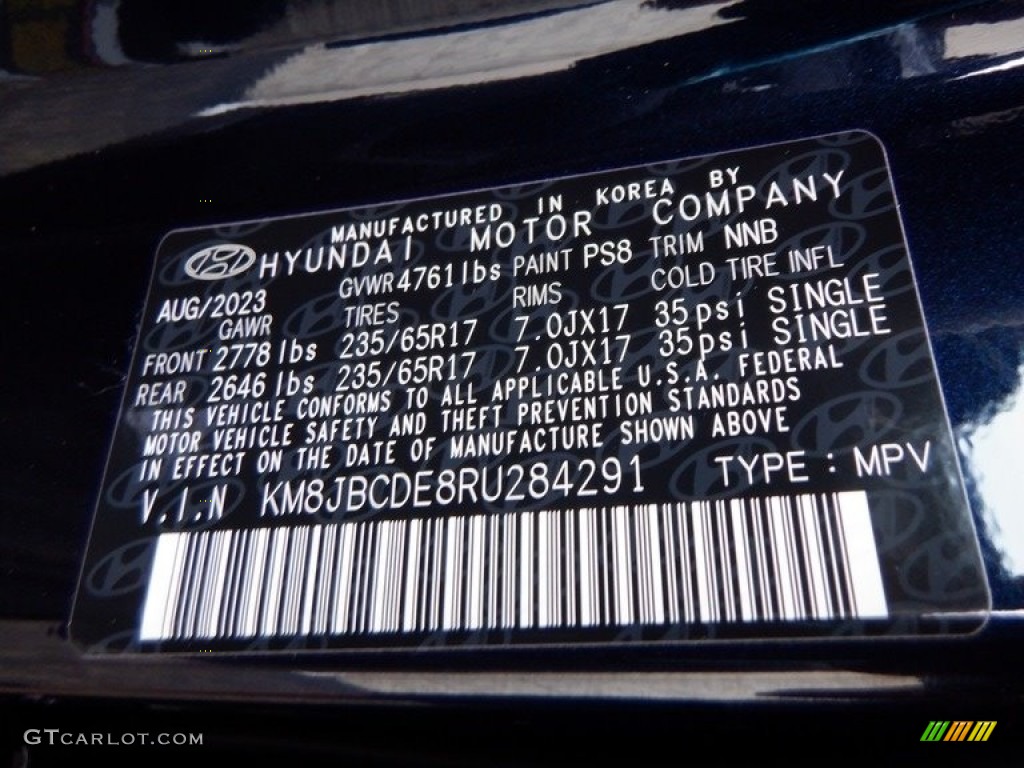 MANUFACTURED IN KOREA BY
HYUNDAI MOTOR COMPANY
AUG/2023 GVWR 4761 lbs PAINT PS8 TRIM NNB
GAWR TIRES RIMS COLD TIRE INFL
FRONT 2778 lbs 235/65R17 7.0JX17 35psi SINGLE
REAR 2646 lbs 235/65R17 7.0JX17 35psi SINGLE
THIS VEHICLE CONFORMS TO ALL APPLICABLE U.S.A. FEDERAL
MOTOR VEHICLE SAFETY AND THEFT PREVENTION STANDARDS
IN EFFECT ON THE DATE OF MANUFACTURE SHOWN ABOVE
V.I.N KM8JBCDE8RU284291 TYPE : MPV
GTCARLOT.COM